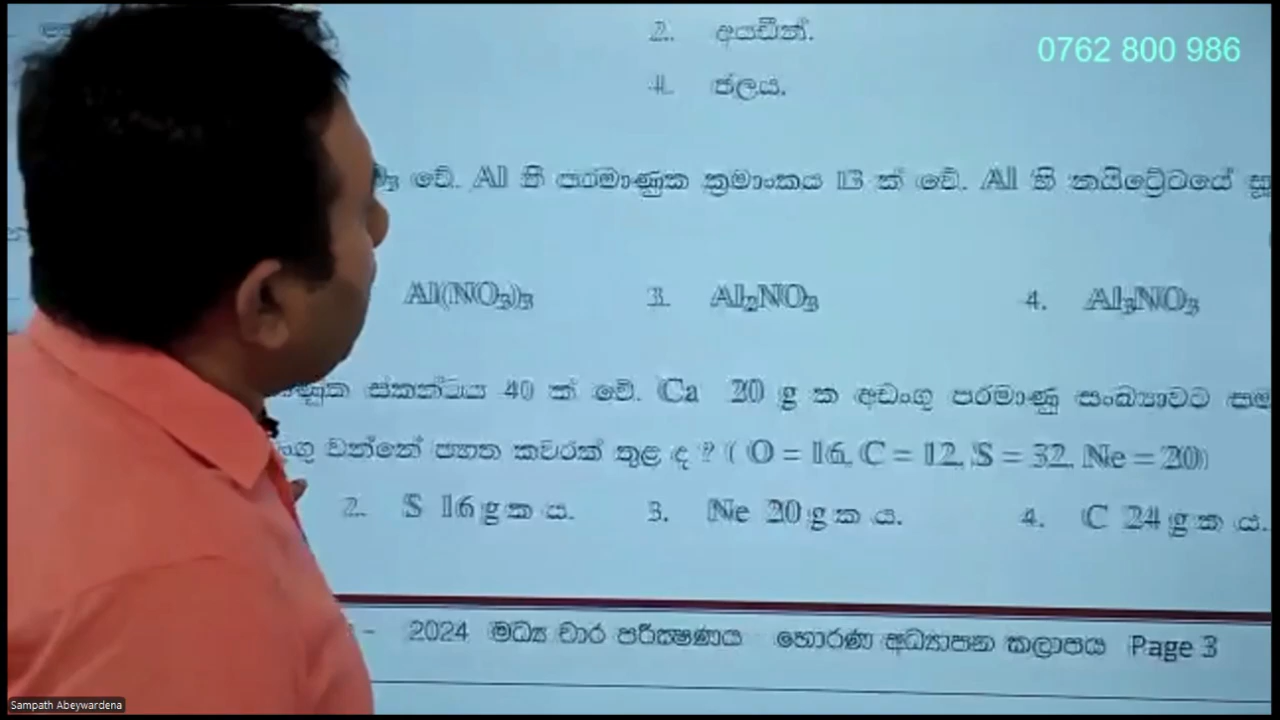 2. අයඩීන්.
0762 800 986
4. ජලය.
වේ. Al හි පරමාණුක ක්‍රමාංකය 13 ක් වේ. Al හි නයිට්‍රේටයේ
Al(NO₃)₃ 3. Al₂NO₃ 4. Al₃NO₃
ස්කන්ධය 40 ක් වේ. Ca 20 g ක අඩංගු පරමාණු සංඛ්‍යාවට
වන්නේ පහත කවරක් තුළ ද ? ( O = 16, C = 12, S = 32, Ne = 20)
2. S 16 g ක ය. 3. Ne 20 g ක ය. 4. C 24 g ක ය.
- 2024 මධ්‍ය වාර පරීක්ෂණය හොරණ අධ්‍යාපන කලාපය Page 3
Sampath Abeywardena